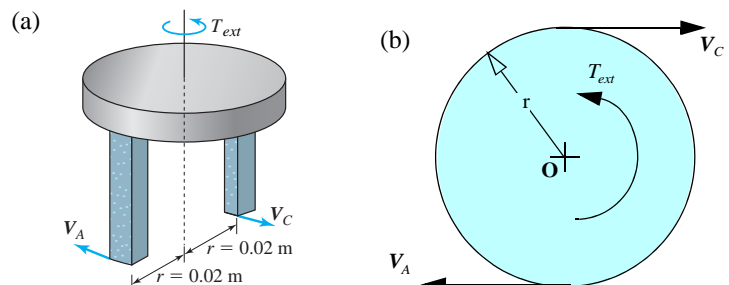 (a)
T_ext
V_A
V_C
r = 0.02 m
r = 0.02 m
(b)
V_C
T_ext
r
O
V_A